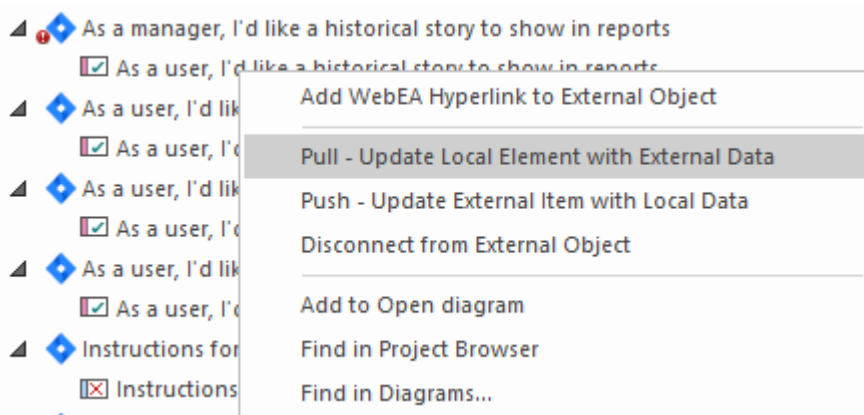 As a manager, I'd like a historical story to show in reports
As a user, I'd like a historical story to show in reports
As a user, I'd lik
As a user, I'd
As a user, I'd lik
As a user, I'd
As a user, I'd lik
As a user, I'd
Instructions for
Instructions
Add WebEA Hyperlink to External Object
Pull - Update Local Element with External Data
Push - Update External Item with Local Data
Disconnect from External Object
Add to Open diagram
Find in Project Browser
Find in Diagrams...